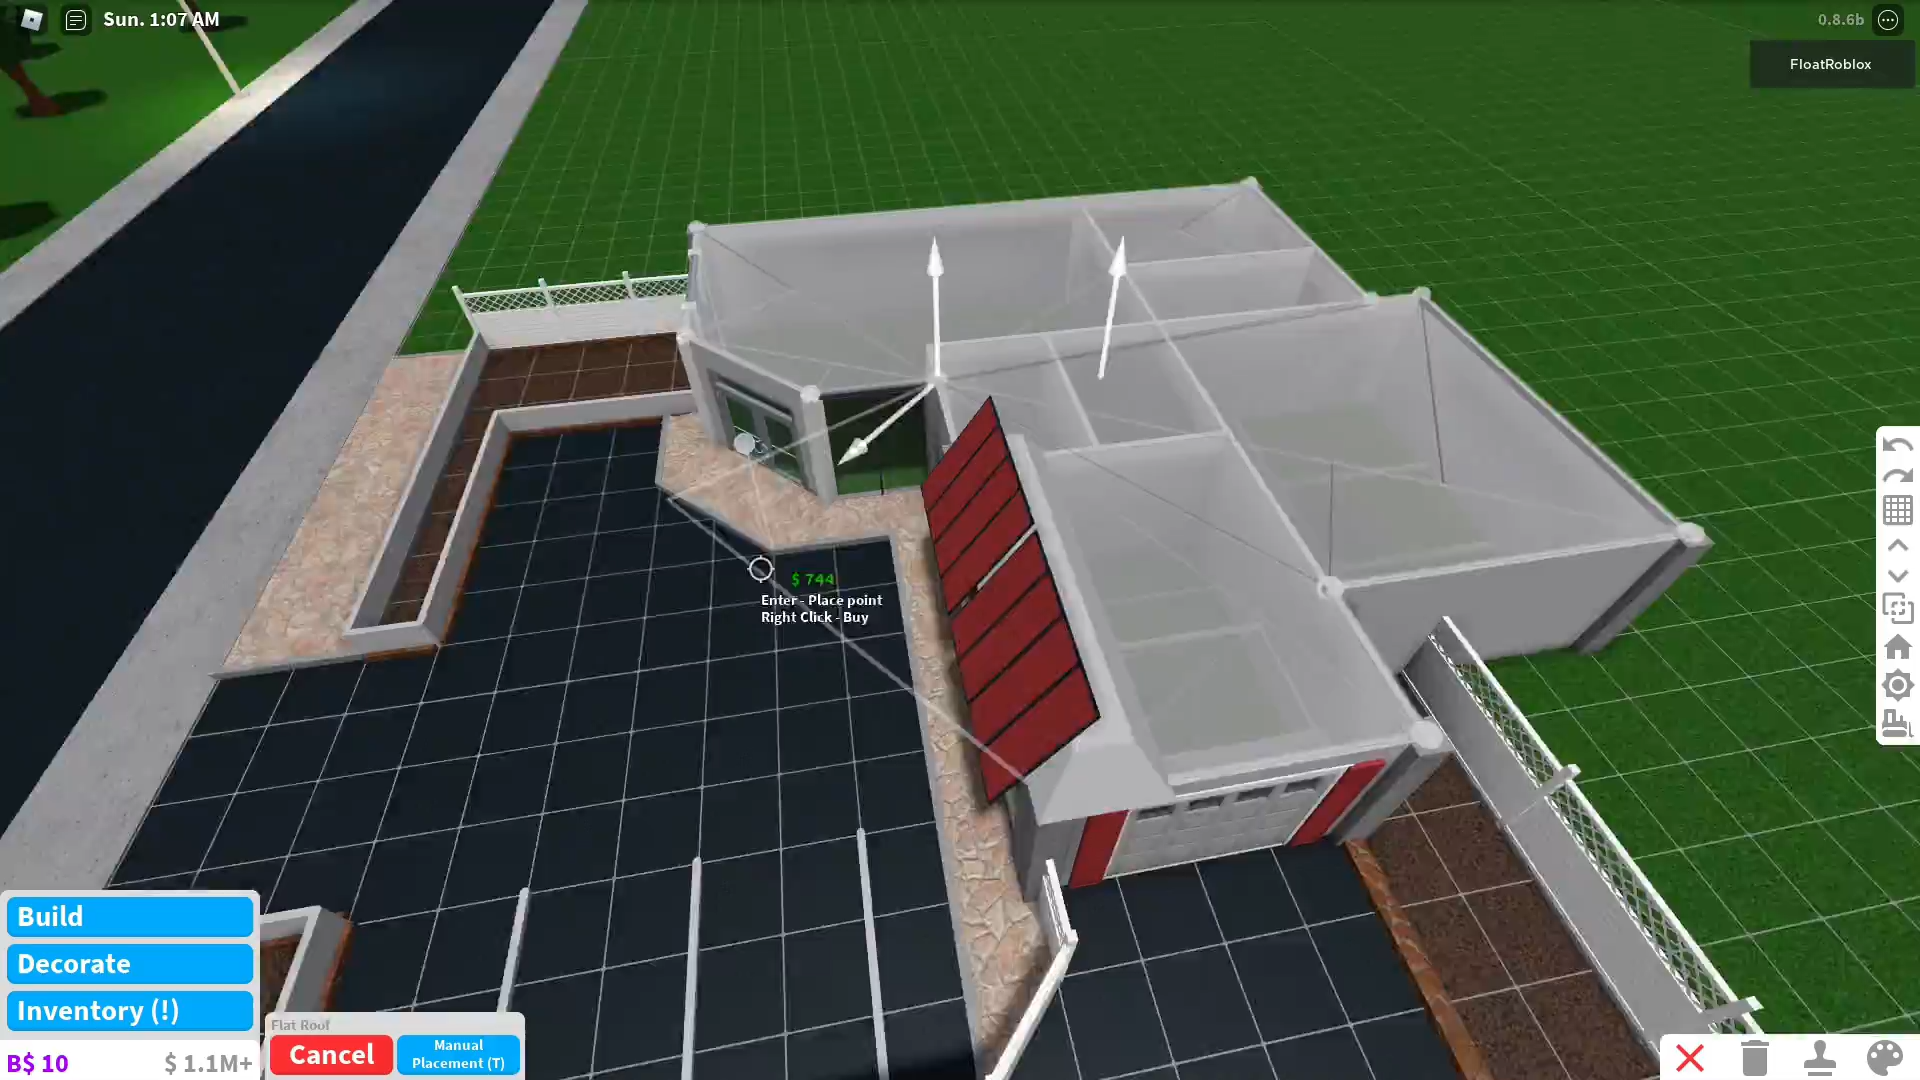 Sun. 1:07 AM
0.8.6b
FloatRoblox
$ 744
Enter - Place point
Right Click - Buy
Build
Decorate
Inventory (!)
Flat Roof
Cancel
Manual
Placement (T)
B$ 10
$ 1.1M+